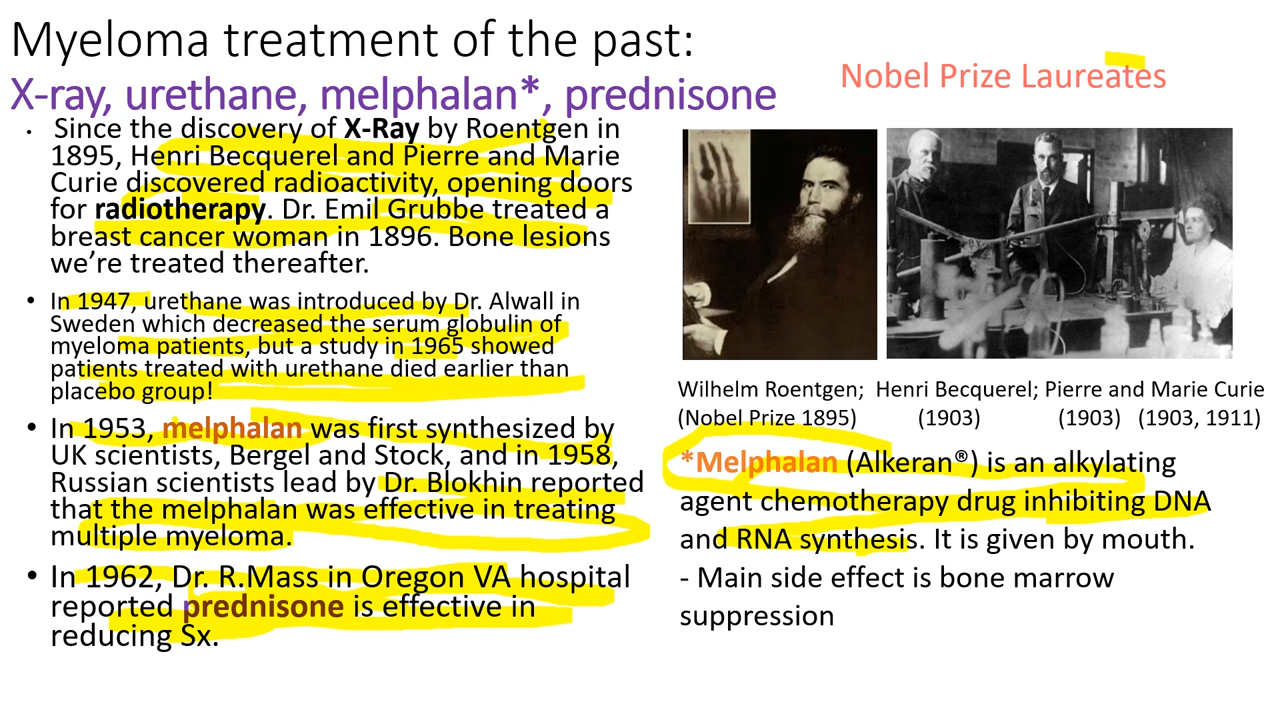 Myeloma treatment of the past:
X-ray, urethane, melphalan*, prednisone
• Since the discovery of X-Ray by Roentgen in
1895, Henri Becquerel and Pierre and Marie
Curie discovered radioactivity, opening doors
for radiotherapy. Dr. Emil Grubbe treated a
breast cancer woman in 1896. Bone lesions
we’re treated thereafter.
• In 1947, urethane was introduced by Dr. Alwall in
Sweden which decreased the serum globulin of
myeloma patients, but a study in 1965 showed
patients treated with urethane died earlier than
placebo group!
• In 1953, melphalan was first synthesized by
UK scientists, Bergel and Stock, and in 1958,
Russian scientists lead by Dr. Blokhin reported
that the melphalan was effective in treating
multiple myeloma.
• In 1962, Dr. R.Mass in Oregon VA hospital
reported prednisone is effective in
reducing Sx.
Nobel Prize Laureates
Wilhelm Roentgen; Henri Becquerel; Pierre and Marie Curie
(Nobel Prize 1895) (1903) (1903) (1903, 1911)
*Melphalan (Alkeran®) is an alkylating
agent chemotherapy drug inhibiting DNA
and RNA synthesis. It is given by mouth.
- Main side effect is bone marrow
suppression